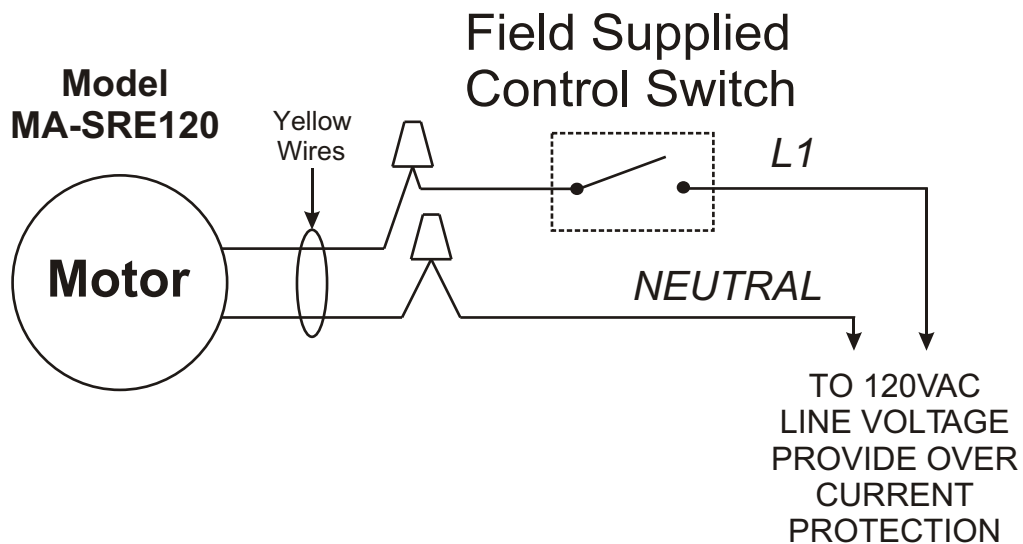 Field Supplied
Control Switch
Model
MA-SRE120
Yellow
Wires
L1
Motor
NEUTRAL
TO 120VAC
LINE VOLTAGE
PROVIDE OVER
CURRENT
PROTECTION